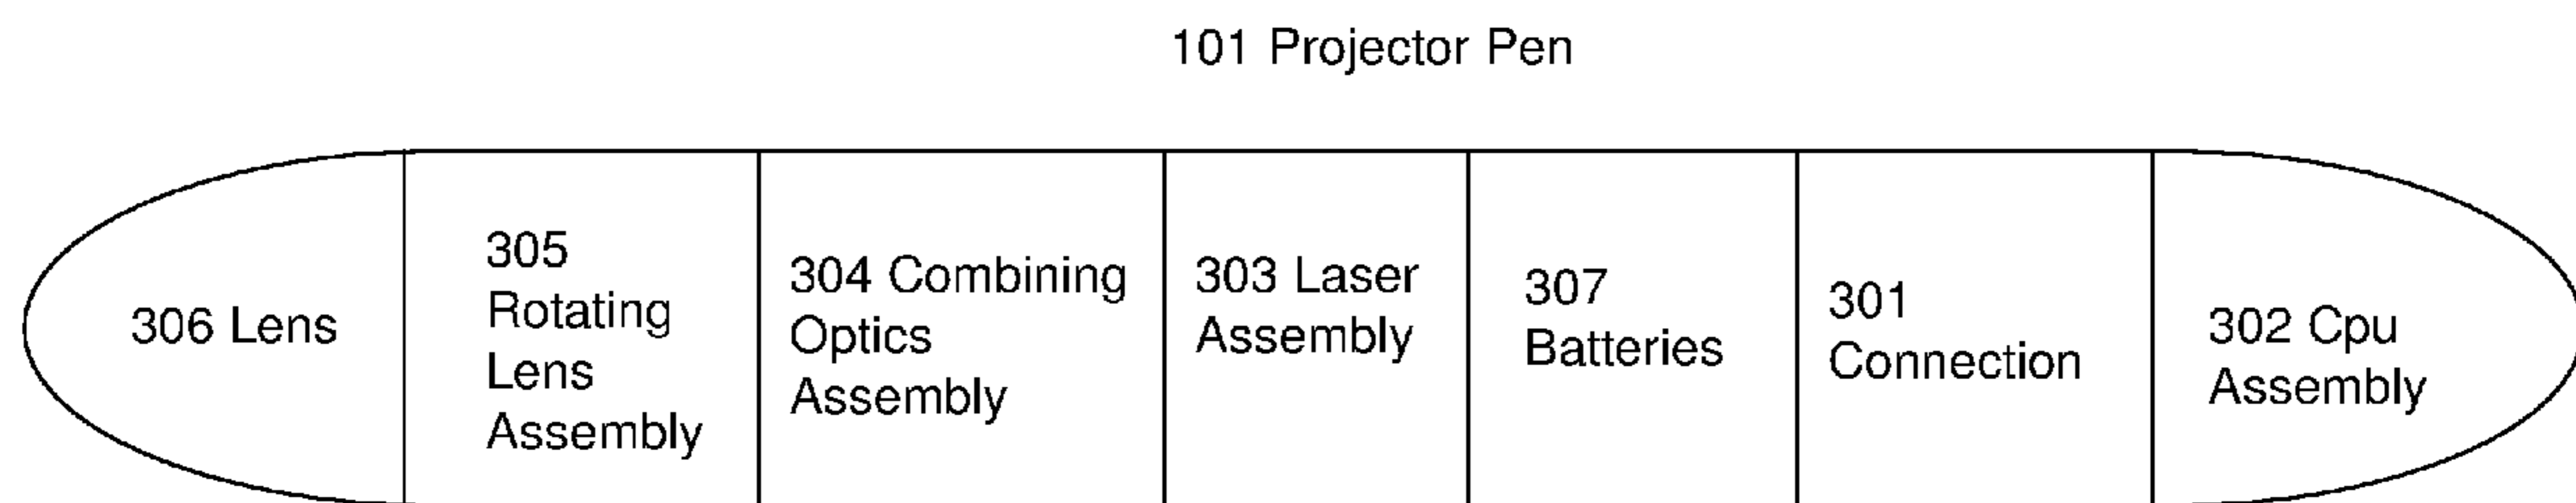 101 Projector Pen
306 Lens
305
Rotating
Lens
Assembly
304 Combining
Optics
Assembly
303 Laser
Assembly
307
Batteries
301
Connection
302 Cpu
Assembly